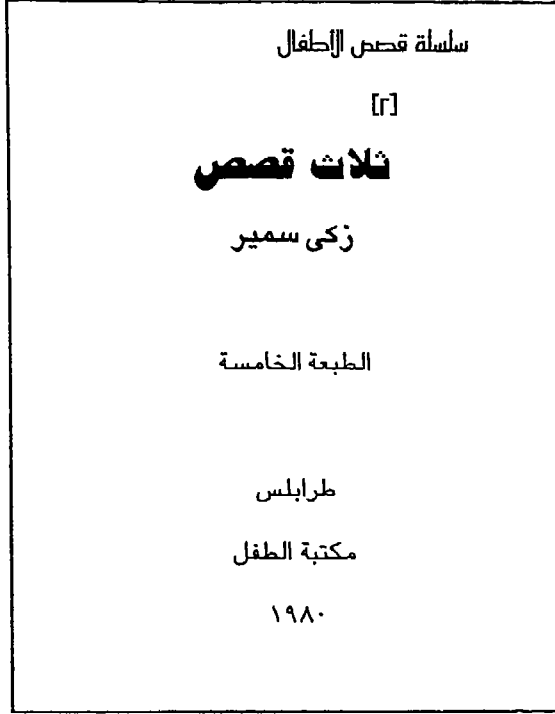 سلسلة قصص الأطفال
[٢]
ثلاث قصص
زكى سمير
الطبعة الخامسة
طرابلس
مكتبة الطفل
١٩٨٠